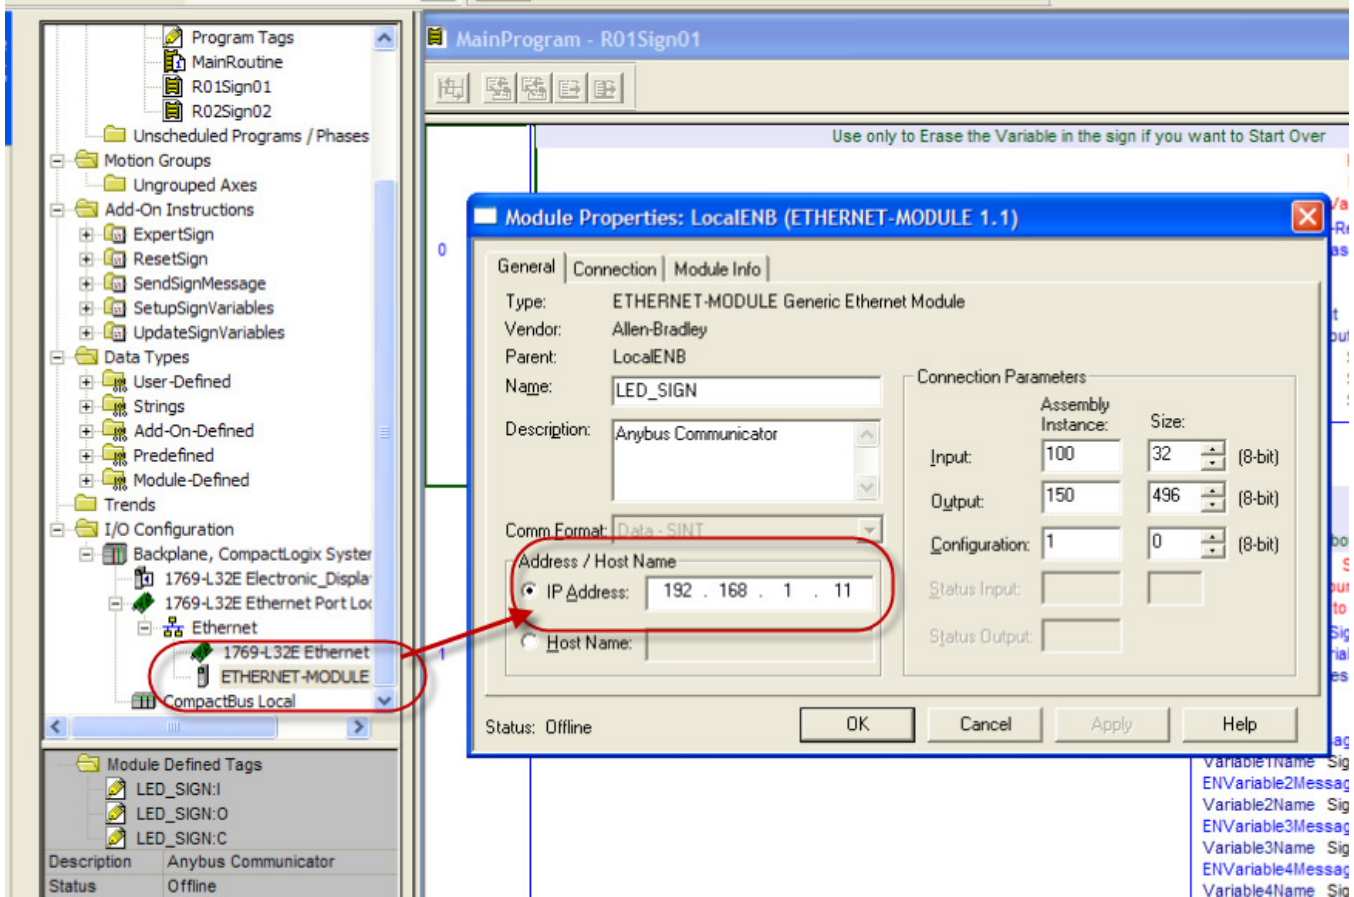 Program Tags
MainRoutine
R01Sign01
R02Sign02
Unscheduled Programs / Phases
Motion Groups
Ungrouped Axes
Add-On Instructions
ExpertSign
ResetSign
SendSignMessage
SetupSignVariables
UpdateSignVariables
Data Types
User-Defined
Strings
Add-On-Defined
Predefined
Module-Defined
Trends
I/O Configuration
Backplane, CompactLogix System
1769-L32E Electronic_Displa
1769-L32E Ethernet Port Loc
Ethernet
1769-L32E Ethernet
ETHERNET-MODULE
CompactBus Local
Module Defined Tags
LED_SIGN:I
LED_SIGN:O
LED_SIGN:C
Description Anybus Communicator
Status Offline
MainProgram - R01Sign01
Use only to Erase the Variable in the sign if you want to Start Over
0
1
Module Properties: LocalENB (ETHERNET-MODULE 1.1)
General Connection Module Info
Type: ETHERNET-MODULE Generic Ethernet Module
Vendor: Allen-Bradley
Parent: LocalENB
Name: LED_SIGN
Description: Anybus Communicator
Comm Format: Data - SINT
Address / Host Name
IP Address: 192 . 168 . 1 . 11
Host Name:
Connection Parameters
Assembly
Instance: Size:
Input: 100 32 (8-bit)
Output: 150 496 (8-bit)
Configuration: 1 0 (8-bit)
Status Input:
Status Output:
Status: Offline
OK Cancel Apply Help
Variable1Name Sig
ENVariable2Messag
Variable2Name Sig
ENVariable3Messag
Variable3Name Sig
ENVariable4Messag
Variable4Name Sig